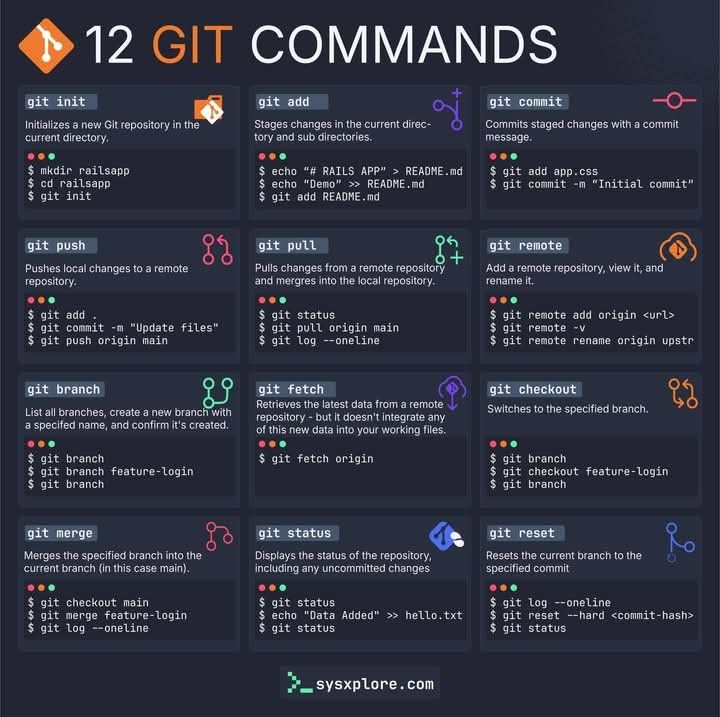 12 GIT COMMANDS
git init
Initializes a new Git repository in the
current directory.
$ mkdir railsapp
$ cd railsapp
$ git init
git add
Stages changes in the current direc-
tory and sub directories.
$ echo “# RAILS APP” > README.md
$ echo “Demo” >> README.md
$ git add README.md
git commit
Commits staged changes with a commit
message.
$ git add app.css
$ git commit -m “Initial commit”
git push
Pushes local changes to a remote
repository.
$ git add .
$ git commit -m "Update files"
$ git push origin main
git pull
Pulls changes from a remote repository
and mergres into the local repository.
$ git status
$ git pull origin main
$ git log --oneline
git remote
Add a remote repository, view it, and
rename it.
$ git remote add origin <url>
$ git remote -v
$ git remote rename origin upstr
git branch
List all branches, create a new branch with
a specifed name, and confirm it's created.
$ git branch
$ git branch feature-login
$ git branch
git fetch
Retrieves the latest data from a remote
repository - but it doesn't integrate any
of this new data into your working files.
$ git fetch origin
git checkout
Switches to the specified branch.
$ git branch
$ git checkout feature-login
$ git branch
git merge
Merges the specified branch into the
current branch (in this case main).
$ git checkout main
$ git merge feature-login
$ git log --oneline
git status
Displays the status of the repository,
including any uncommitted changes
$ git status
$ echo "Data Added" >> hello.txt
$ git status
git reset
Resets the current branch to the
specified commit
$ git log --oneline
$ git reset --hard <commit-hash>
$ git status
sysxplore.com